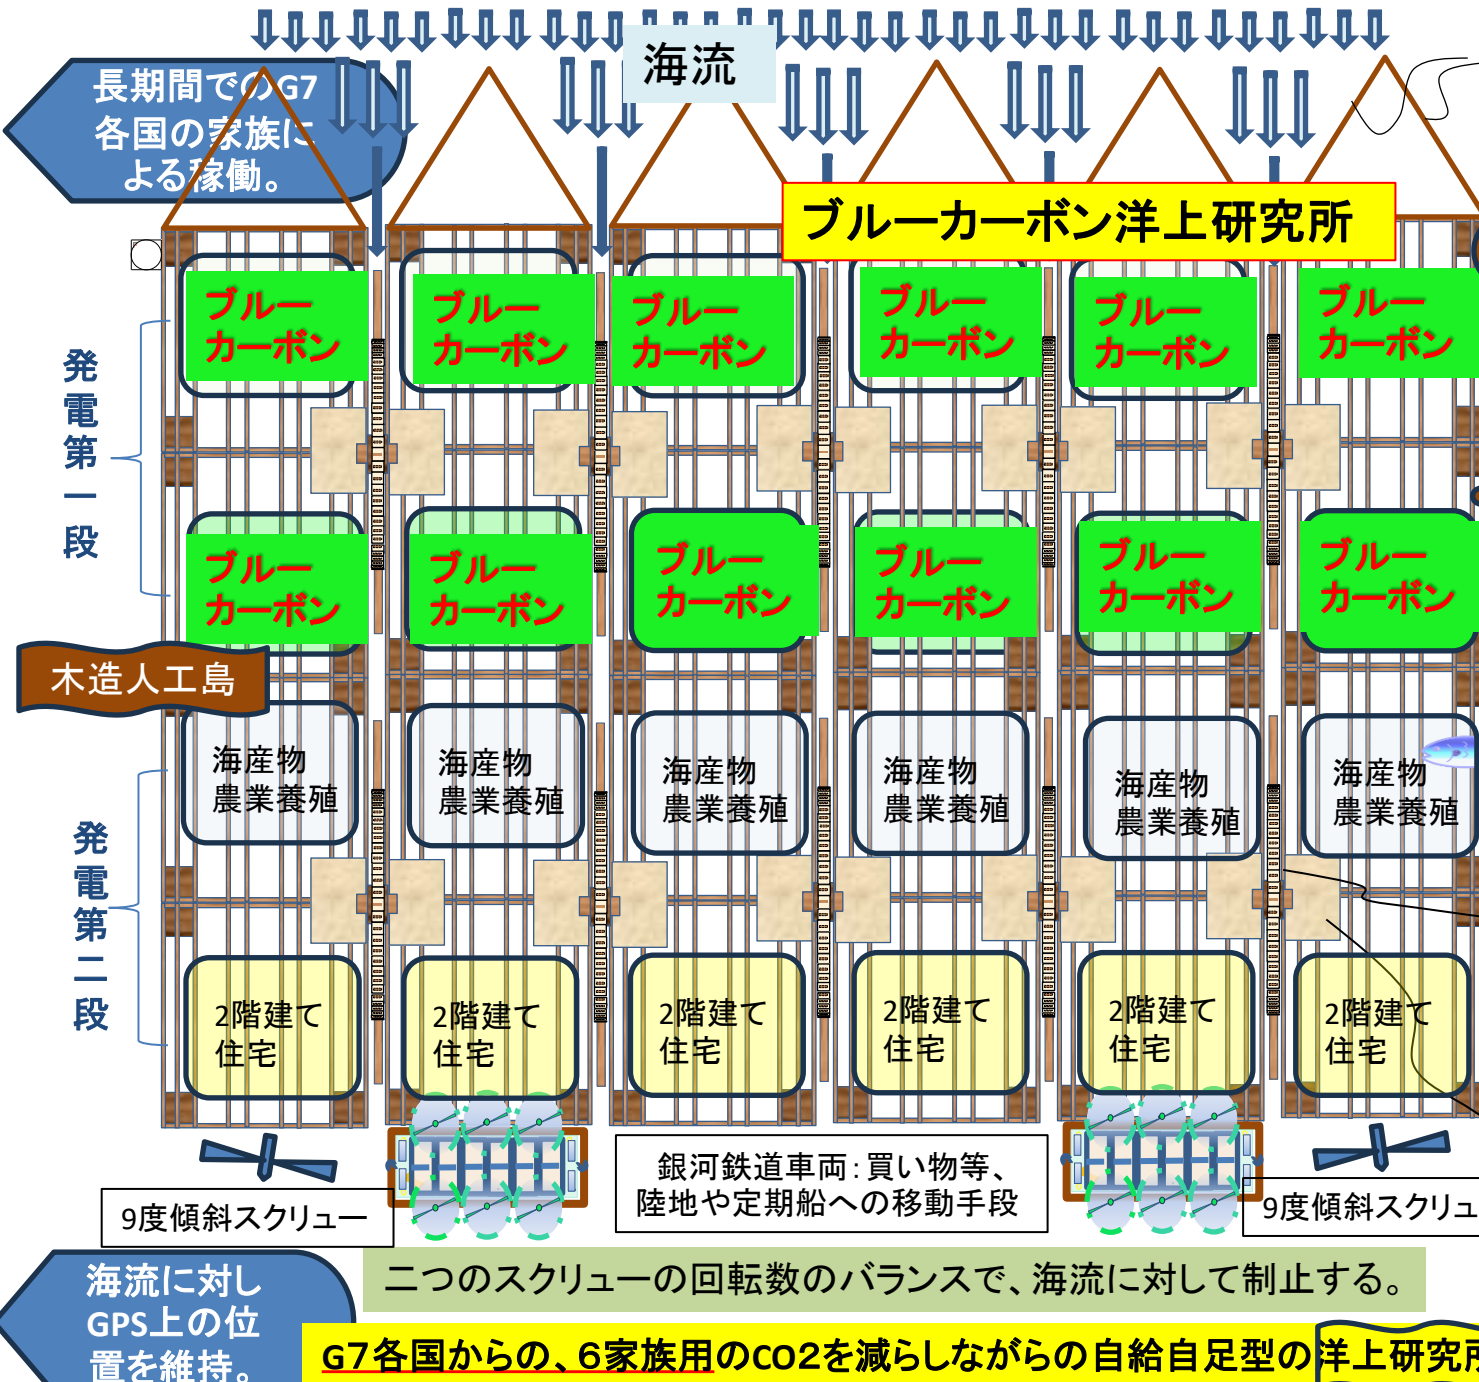 海流
長期間でのG7
各国の家族に
よる稼働。
ブルーカーボン洋上研究所
ブルー
カーボン
ブルー
カーボン
ブルー
カーボン
ブルー
カーボン
ブルー
カーボン
ブルー
カーボン
発電第一段
ブルー
カーボン
ブルー
カーボン
ブルー
カーボン
ブルー
カーボン
ブルー
カーボン
ブルー
カーボン
木造人工島
海産物
農業養殖
海産物
農業養殖
海産物
農業養殖
海産物
農業養殖
海産物
農業養殖
海産物
農業養殖
発電第二段
2階建て
住宅
2階建て
住宅
2階建て
住宅
2階建て
住宅
2階建て
住宅
2階建て
住宅
9度傾斜スクリュー
銀河鉄道車両：買い物等、
陸地や定期船への移動手段
9度傾斜スクリュ
二つのスクリューの回転数のバランスで、海流に対して制止する。
海流に対し
GPS上の位
置を維持。
G7各国からの、6家族用のCO2を減らしながらの自給自足型の洋上研究所